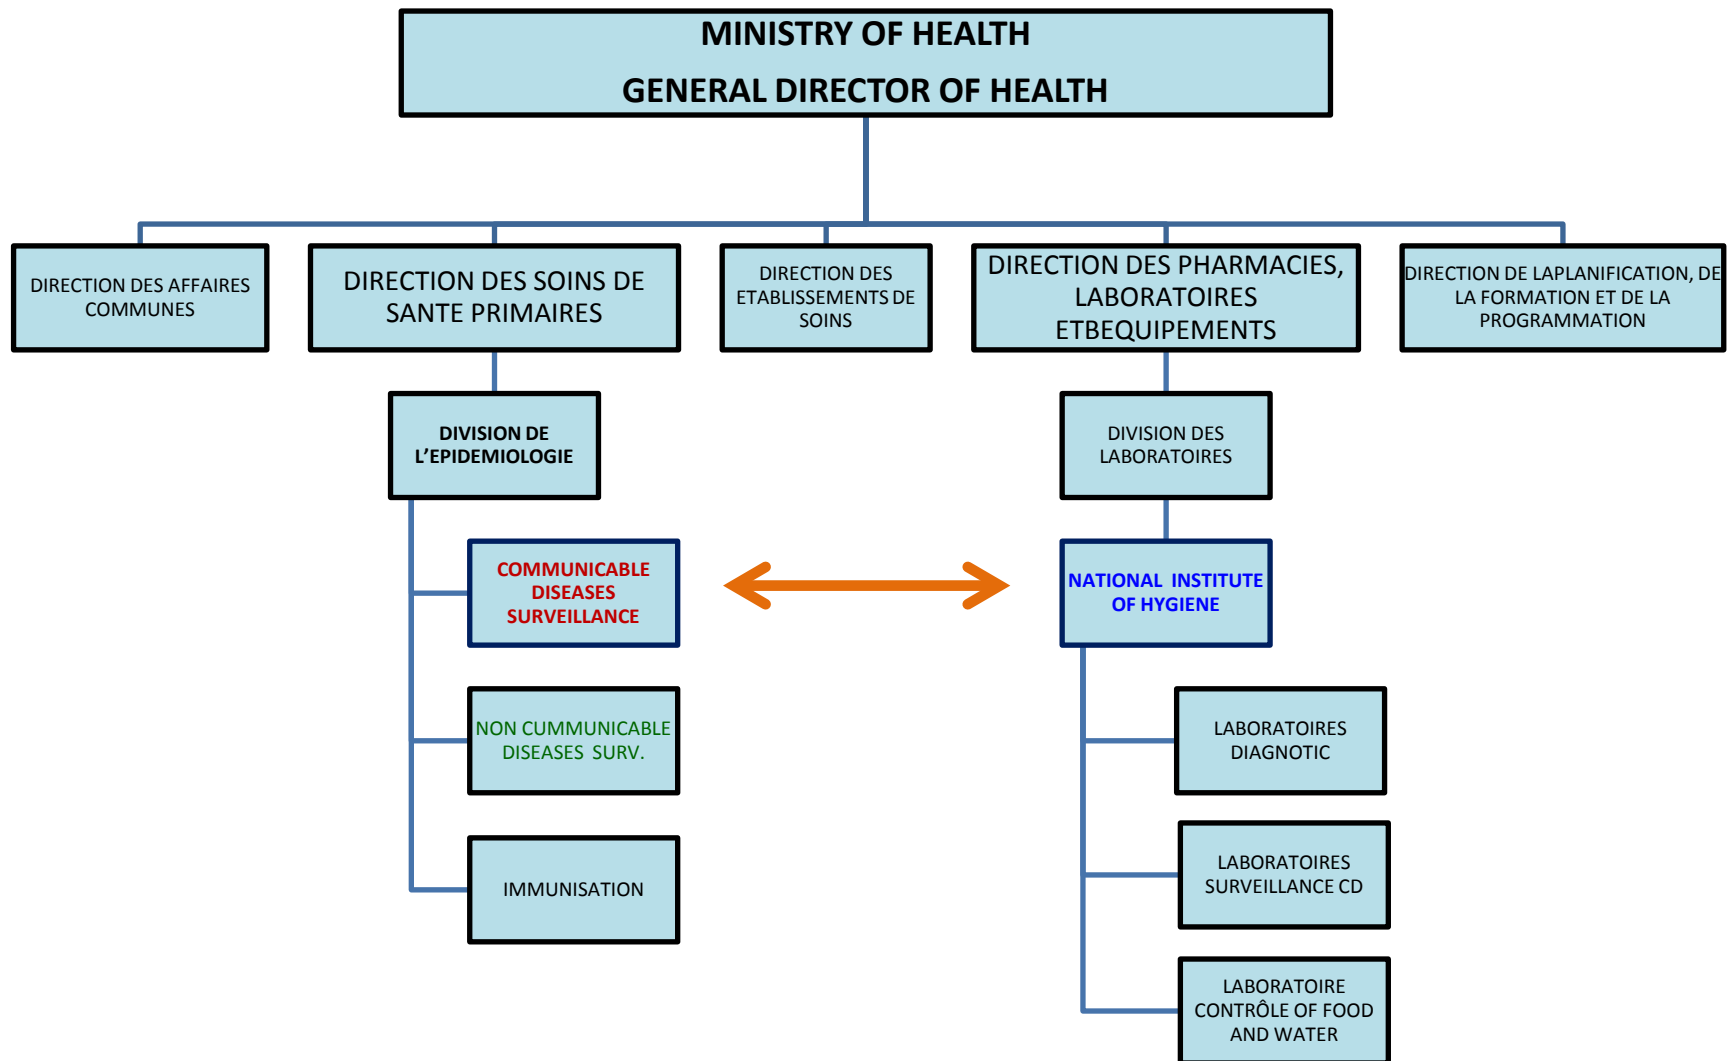 MINISTRY OF HEALTH
GENERAL DIRECTOR OF HEALTH
DIRECTION DES AFFAIRES
COMMUNES
DIRECTION DES SOINS DE
SANTE PRIMAIRES
DIRECTION DES
ETABLISSEMENTS DE
SOINS
DIRECTION DES PHARMACIES,
LABORATOIRES
ETBEQUIPEMENTS
DIRECTION DE LAPLANIFICATION, DE
LA FORMATION ET DE LA
PROGRAMMATION
DIVISION DE
L’EPIDEMIOLOGIE
DIVISION DES
LABORATOIRES
COMMUNICABLE
DISEASES
SURVEILLANCE
NATIONAL INSTITUTE
OF HYGIENE
NON CUMMUNICABLE
DISEASES SURV.
LABORATOIRES
DIAGNOTIC
IMMUNISATION
LABORATOIRES
SURVEILLANCE CD
LABORATOIRE
CONTRÔLE OF FOOD
AND WATER